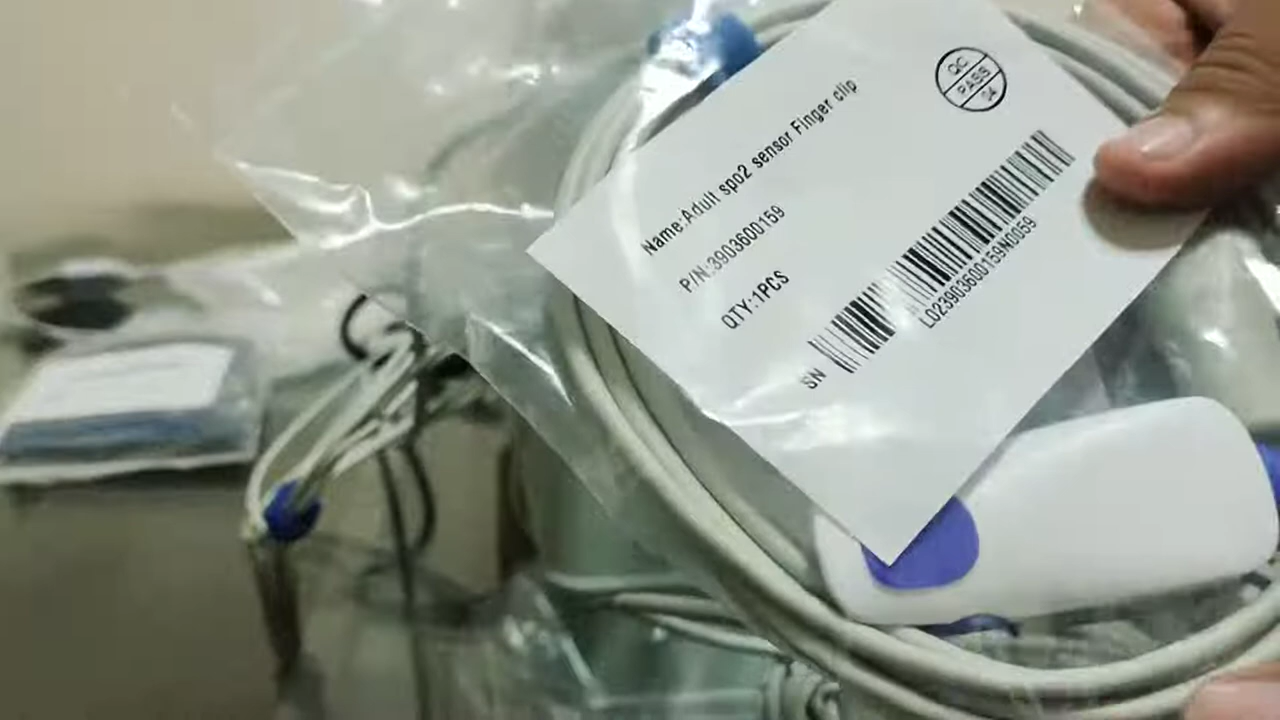 QC
PASS
04
Name:Adult spo2 sensor Finger clip
P/N:3903600159
QTY:1PCS
SN
L023903600159N0059